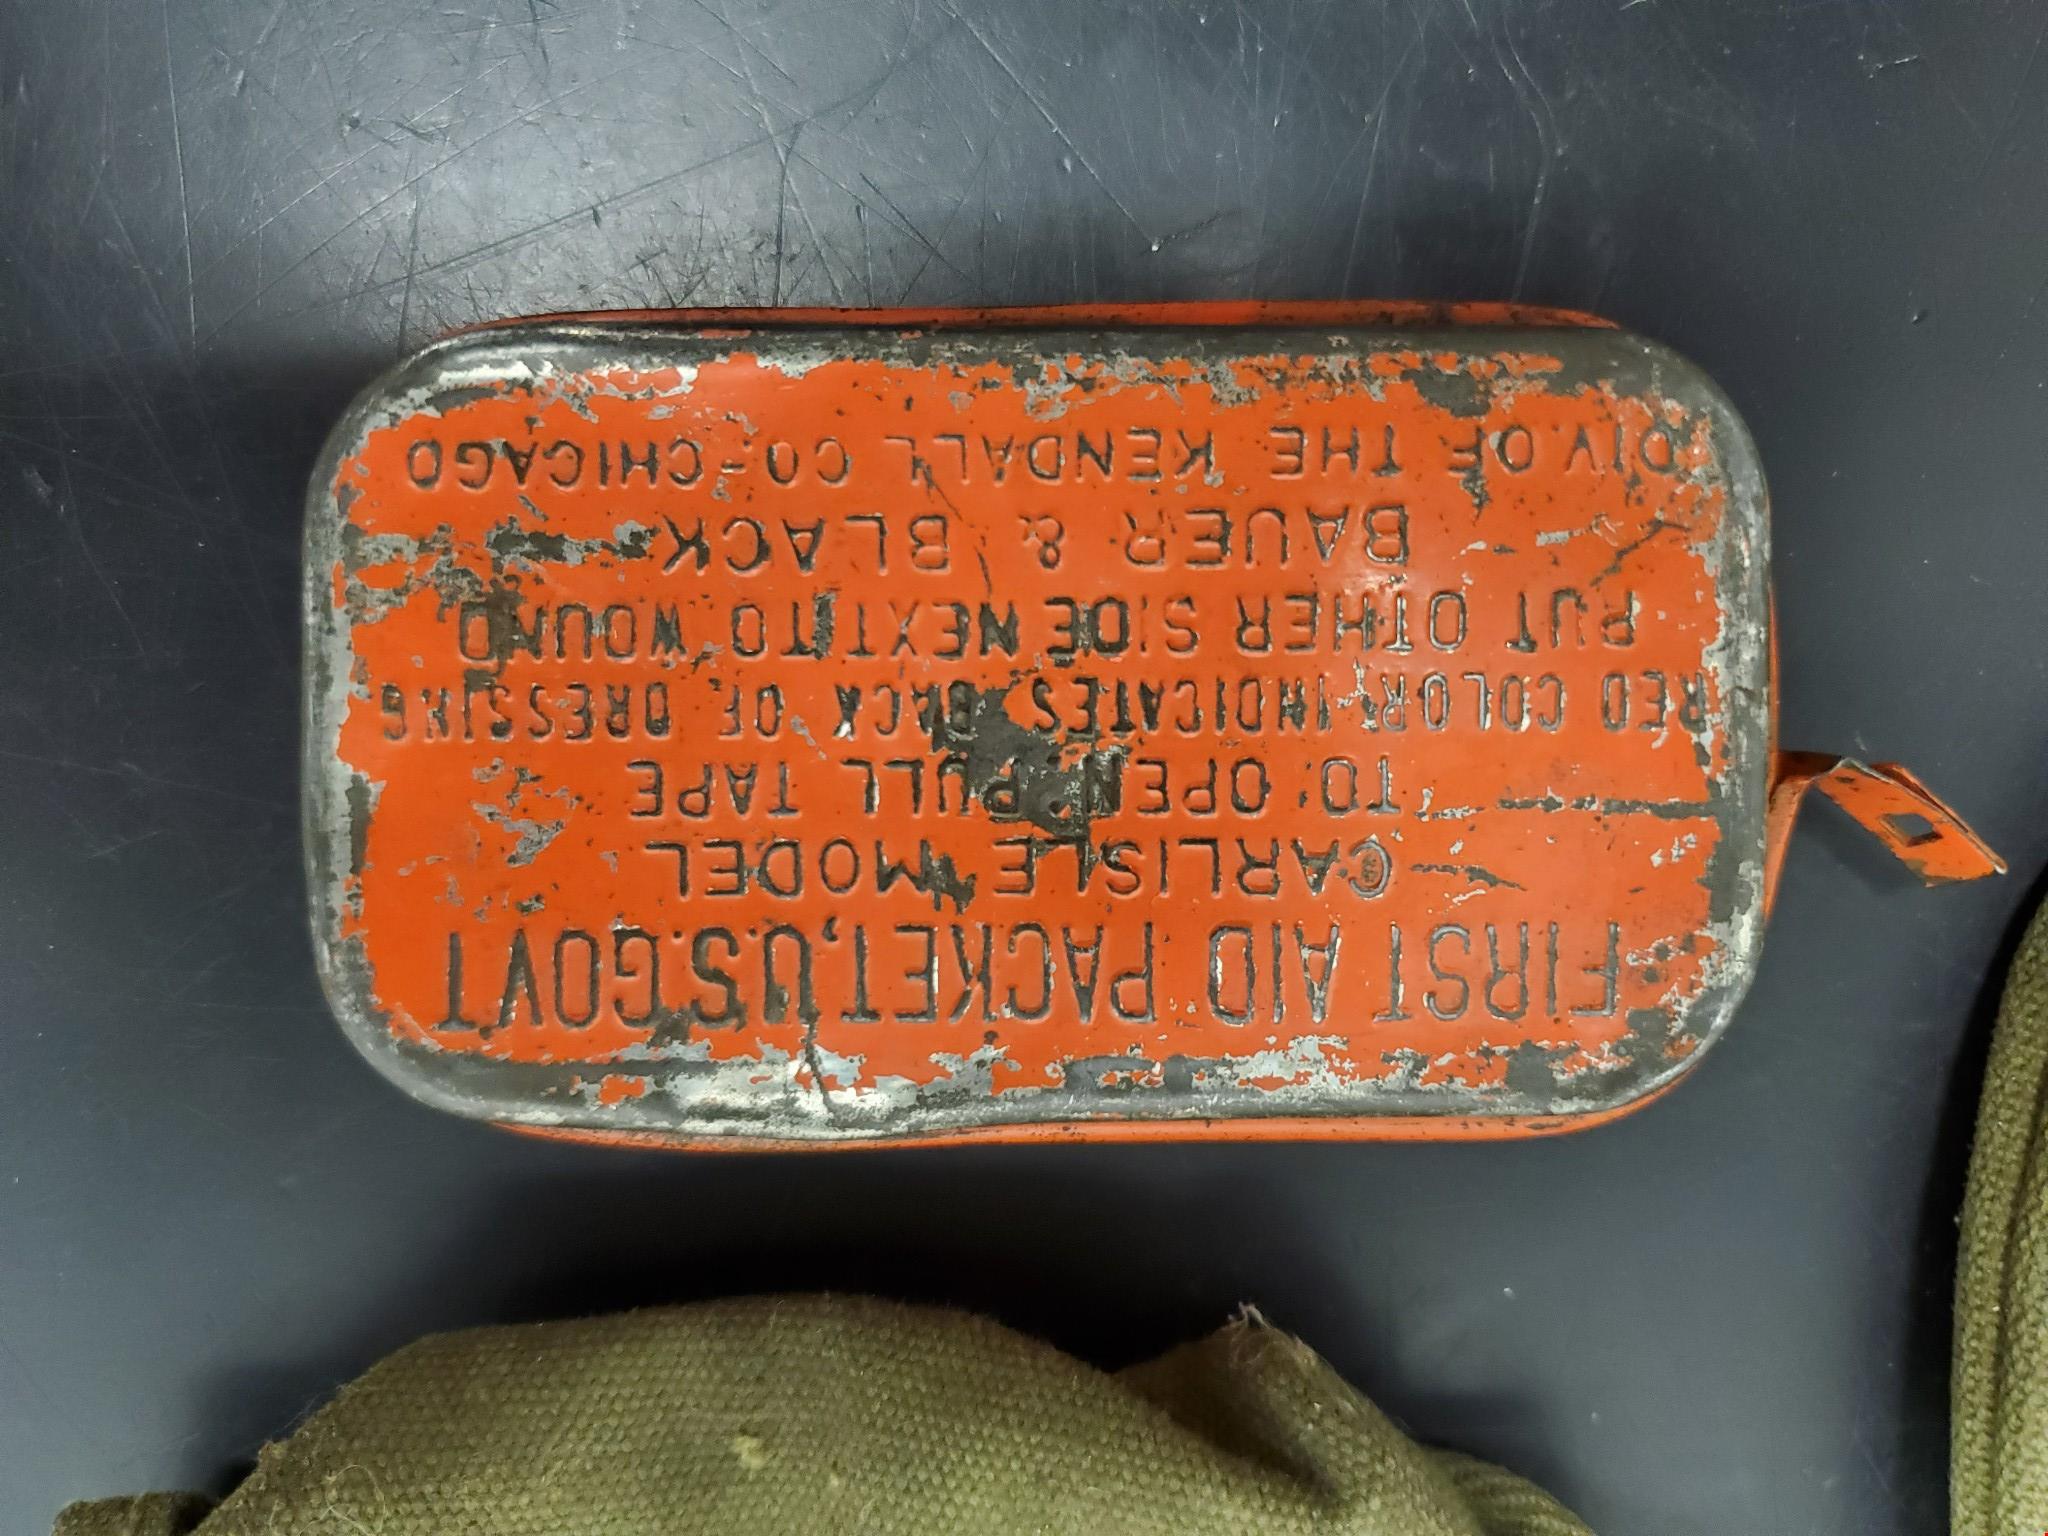 FIRST AID PACKET, U.S. GOVT
CARLISLE MODEL
TO OPEN PULL TAPE
RED COLOR INDICATES BACK OF DRESSING
PUT OTHER SIDE NEXT TO WOUND
BAUER & BLACK
DIV. OF THE KENDALL CO-CHICAGO